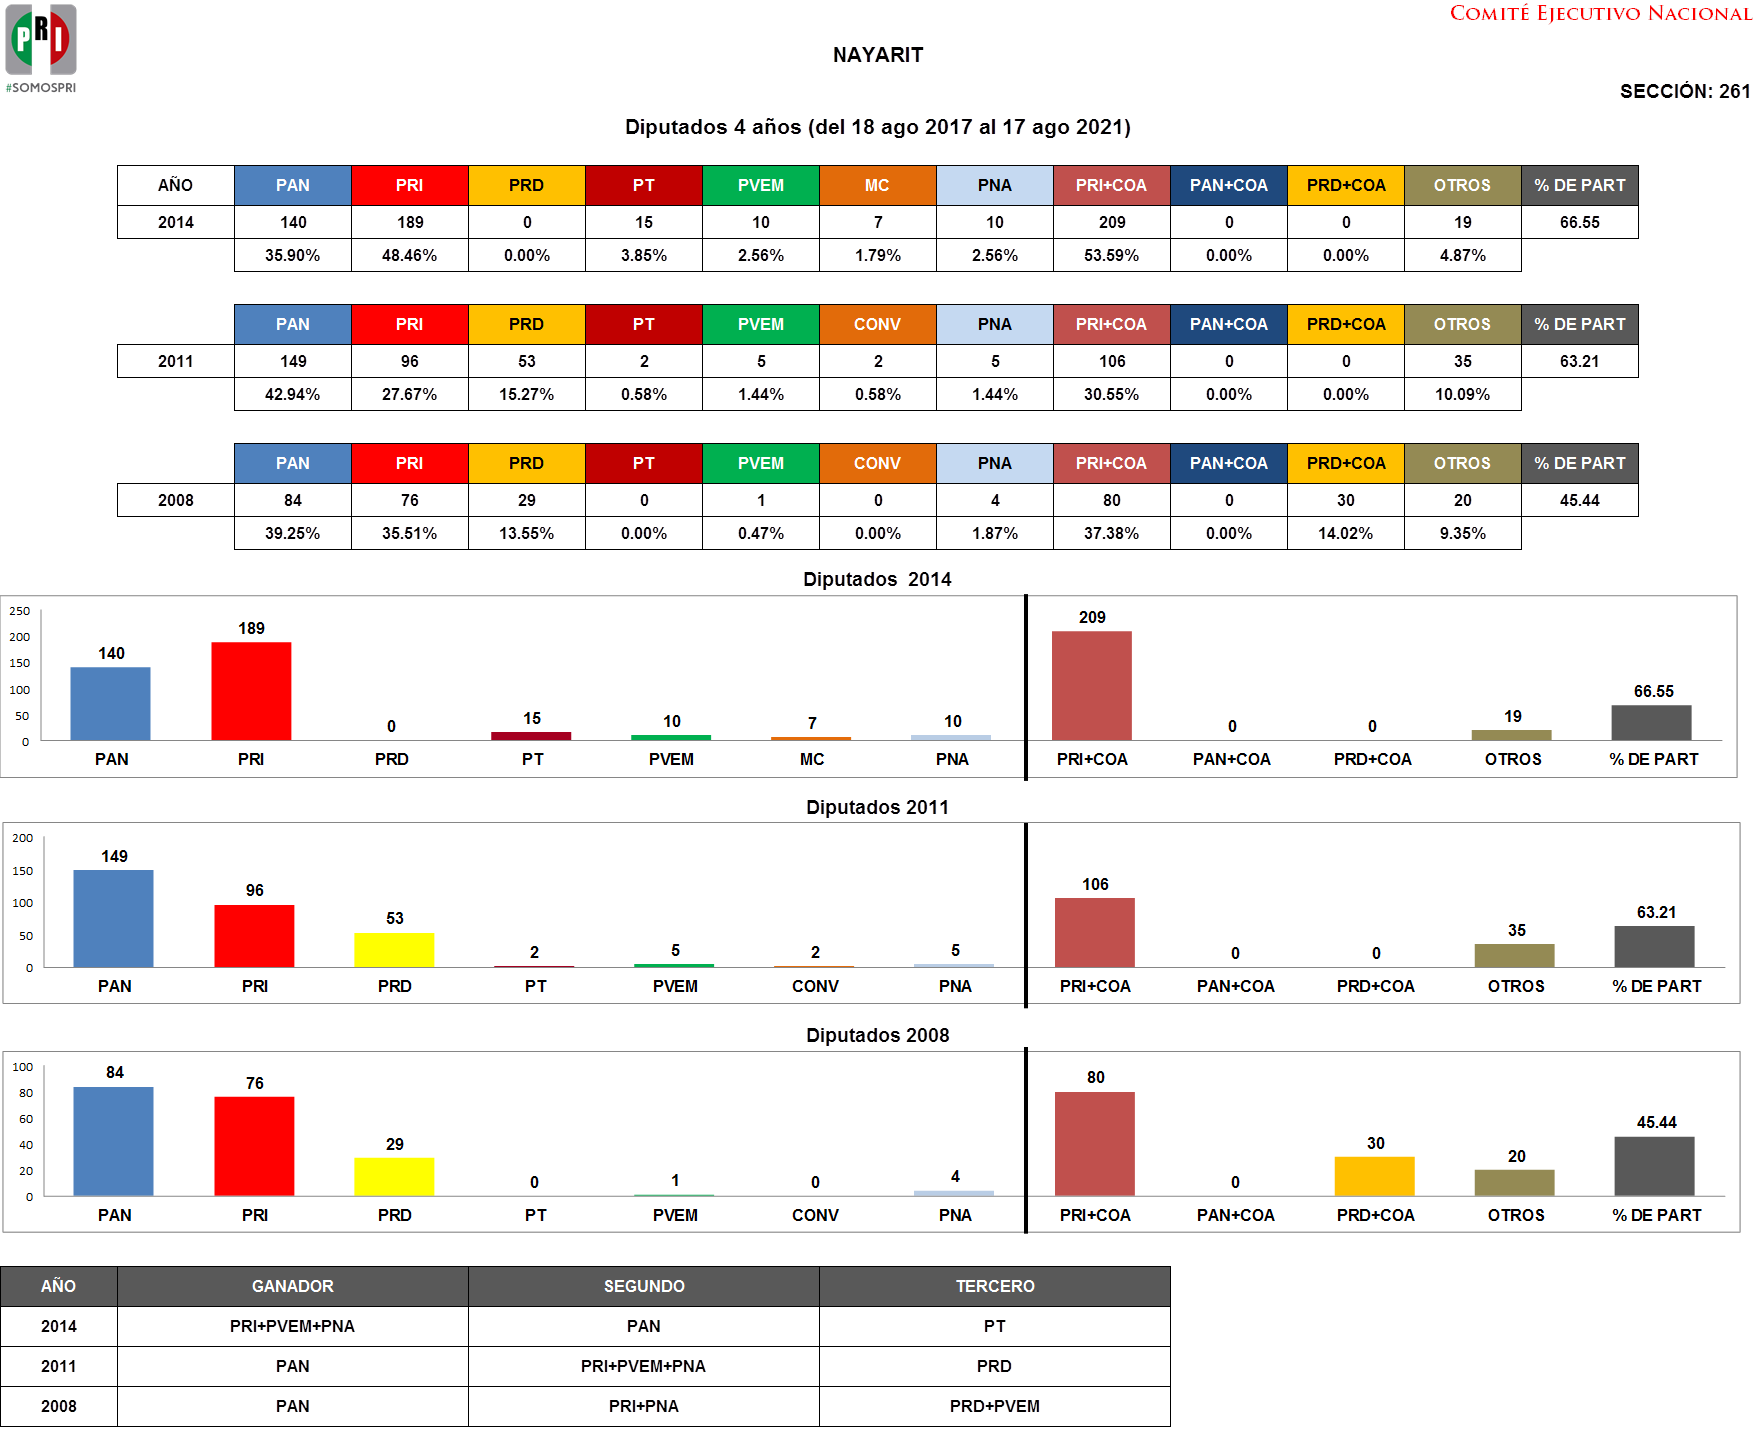 PRI
#SOMOSPRI
COMITÉ EJECUTIVO NACIONAL
NAYARIT
SECCIÓN: 261
Diputados 4 años (del 18 ago 2017 al 17 ago 2021)
AÑO PAN PRI PRD PT PVEM MC PNA PRI+COA PAN+COA PRD+COA OTROS % DE PART
2014 140 189 0 15 10 7 10 209 0 0 19 66.55
35.90% 48.46% 0.00% 3.85% 2.56% 1.79% 2.56% 53.59% 0.00% 0.00% 4.87%
PAN PRI PRD PT PVEM CONV PNA PRI+COA PAN+COA PRD+COA OTROS % DE PART
2011 149 96 53 2 5 2 5 106 0 0 35 63.21
42.94% 27.67% 15.27% 0.58% 1.44% 0.58% 1.44% 30.55% 0.00% 0.00% 10.09%
PAN PRI PRD PT PVEM CONV PNA PRI+COA PAN+COA PRD+COA OTROS % DE PART
2008 84 76 29 0 1 0 4 80 0 30 20 45.44
39.25% 35.51% 13.55% 0.00% 0.47% 0.00% 1.87% 37.38% 0.00% 14.02% 9.35%
Diputados 2014
250
200
150
100
50
0
140 189 0 15 10 7 10 209 0 0 19 66.55
PAN PRI PRD PT PVEM MC PNA PRI+COA PAN+COA PRD+COA OTROS % DE PART
Diputados 2011
200
150
100
50
0
149 96 53 2 5 2 5 106 0 0 35 63.21
PAN PRI PRD PT PVEM CONV PNA PRI+COA PAN+COA PRD+COA OTROS % DE PART
Diputados 2008
100
80
60
40
20
0
84 76 29 0 1 0 4 80 0 30 20 45.44
PAN PRI PRD PT PVEM CONV PNA PRI+COA PAN+COA PRD+COA OTROS % DE PART
AÑO GANADOR SEGUNDO TERCERO
2014 PRI+PVEM+PNA PAN PT
2011 PAN PRI+PVEM+PNA PRD
2008 PAN PRI+PNA PRD+PVEM